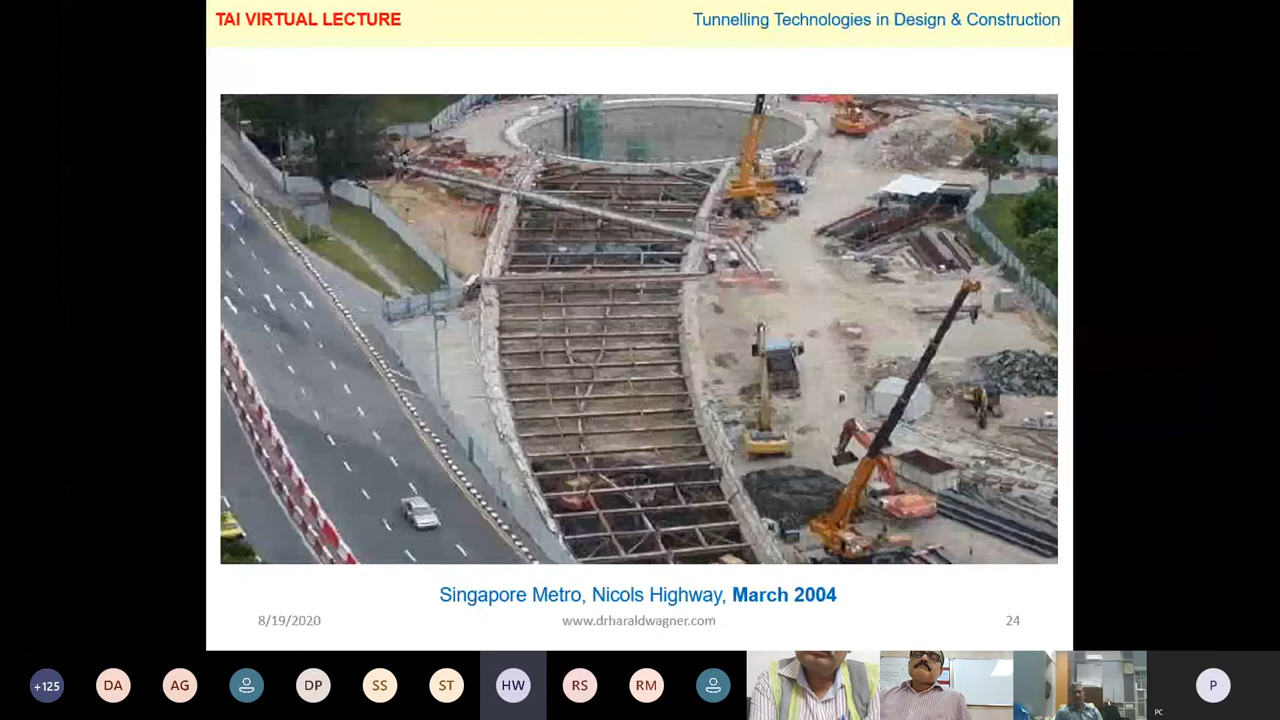 TAI VIRTUAL LECTURE
Tunnelling Technologies in Design & Construction
Singapore Metro, Nicols Highway, March 2004
8/19/2020
www.drharaldwagner.com
24
+125
DA
AG
DP
SS
ST
HW
RS
RM
P
PC